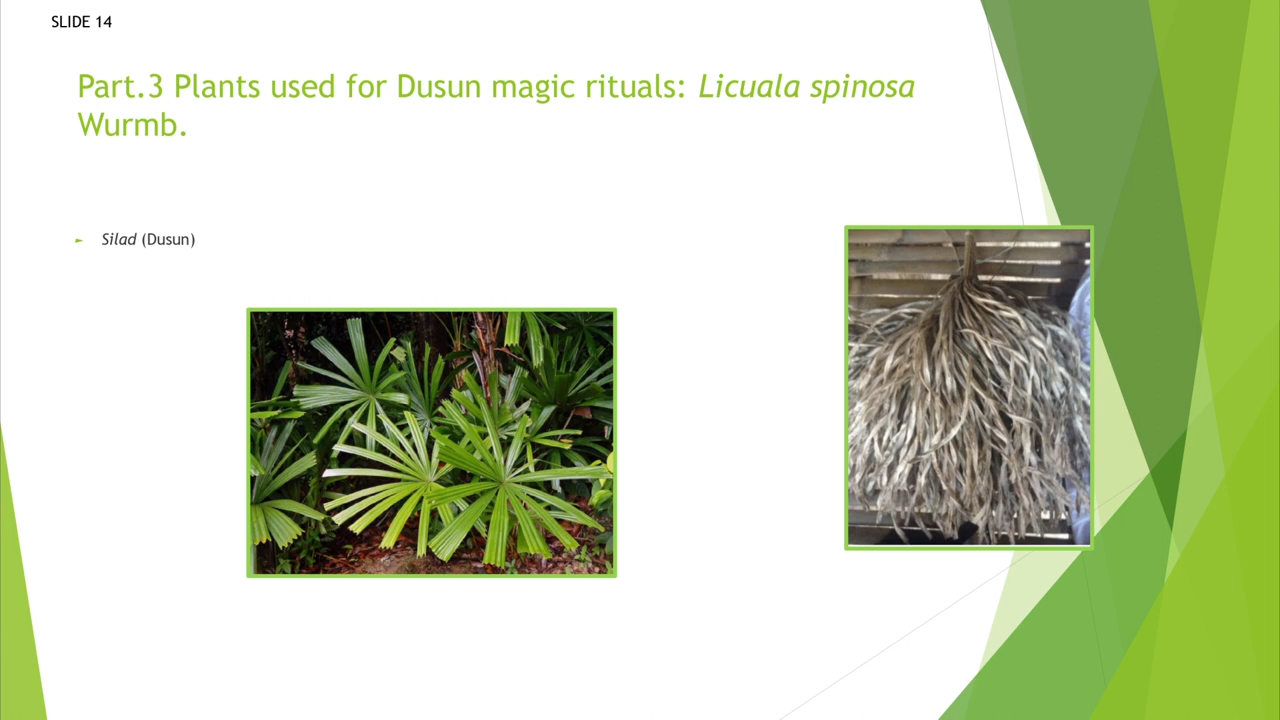 SLIDE 14
Part.3 Plants used for Dusun magic rituals: Licuala spinosa
Wurmb.
Silad (Dusun)